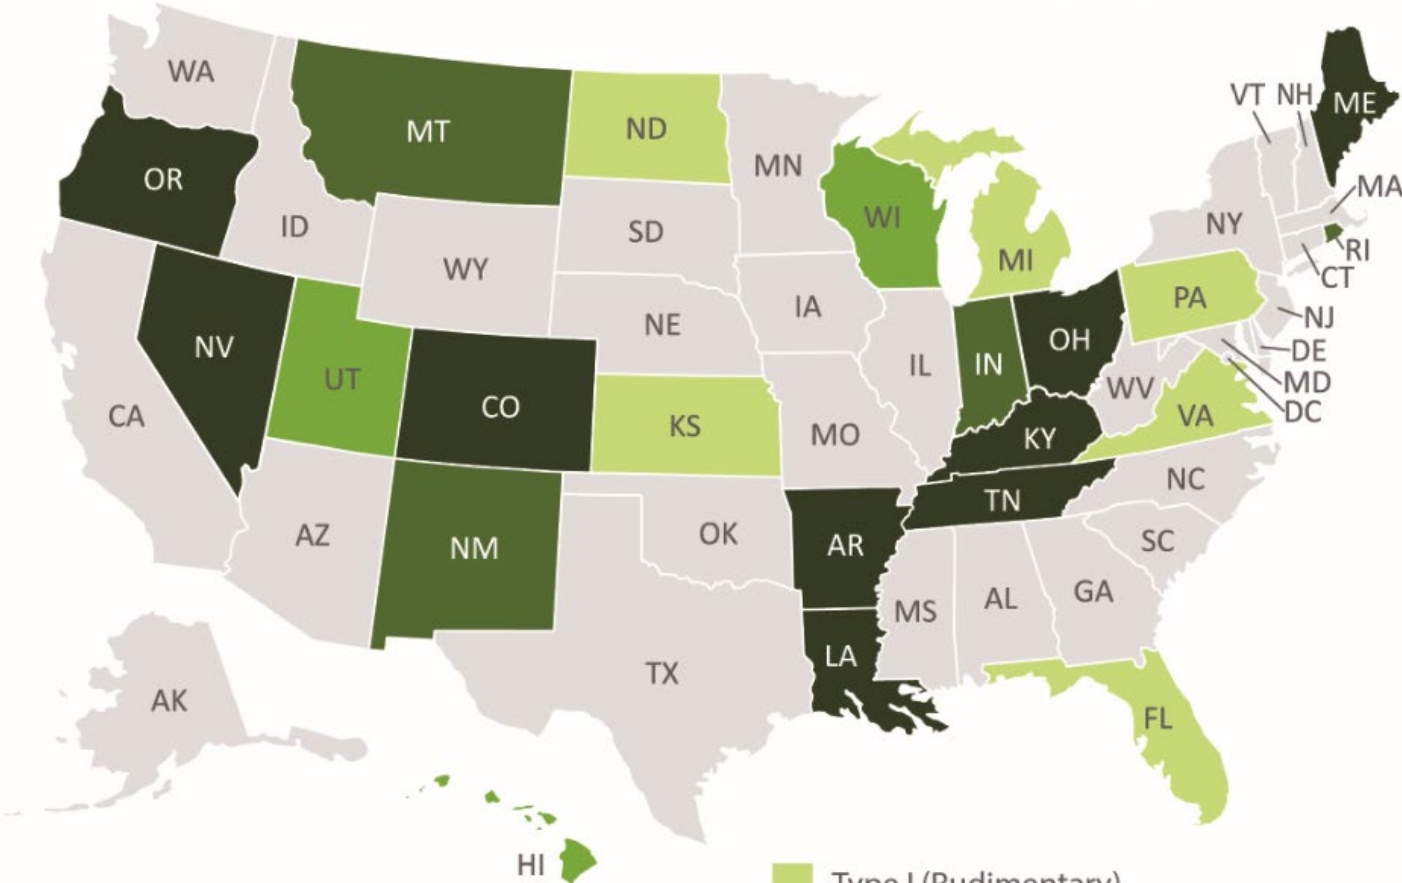 WA
MT
ND
MN
VT NH
ME
OR
ID
SD
WI
MI
NY
MA
RI
CT
WY
NV
UT
CO
NE
IA
IL
IN
OH
PA
NJ
DE
MD
DC
WV
VA
CA
KS
MO
KY
NC
TN
AZ
NM
OK
AR
SC
MS
AL
GA
TX
LA
AK
FL
HI
Type I (Rudimentary)